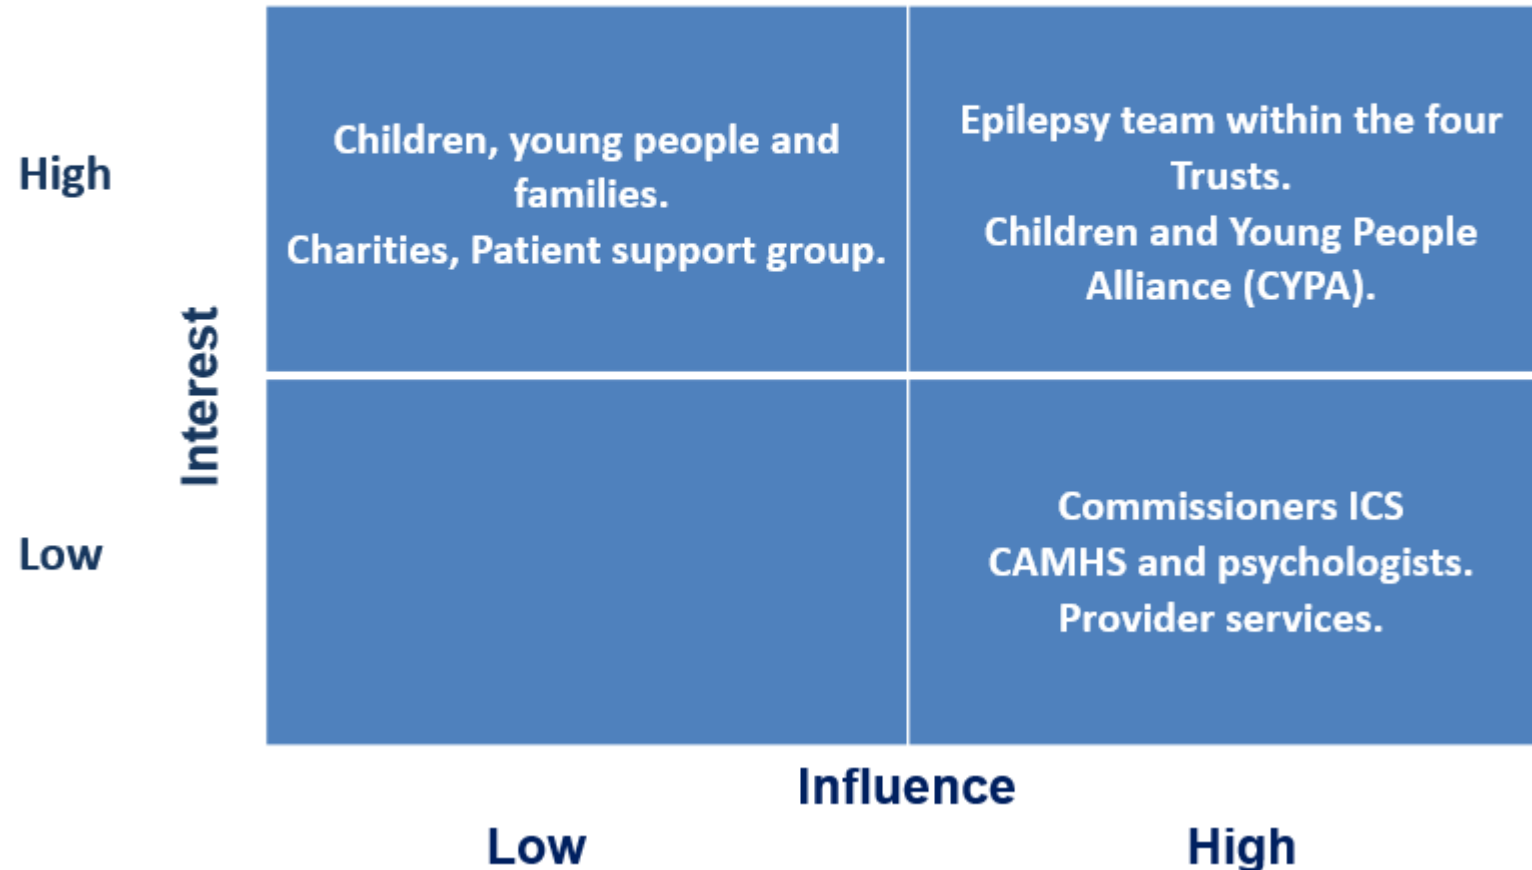 High
Children, young people and
families.
Charities, Patient support group.
Epilepsy team within the four
Trusts.
Children and Young People
Alliance (CYPA).
Interest
Low
Commissioners ICS
CAMHS and psychologists.
Provider services.
Influence
Low
High